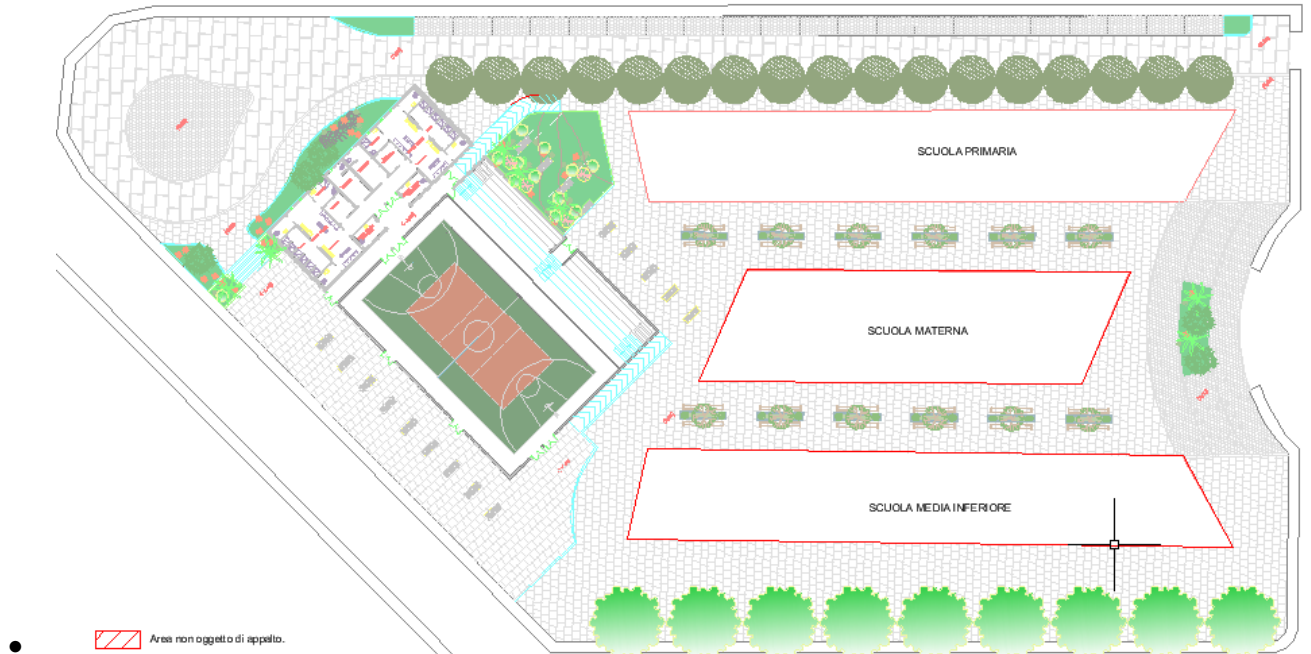 SCUOLA PRIMARIA
SCUOLA MATERNA
SCUOLA MEDIA INFERIORE
Area non oggetto di appalto.